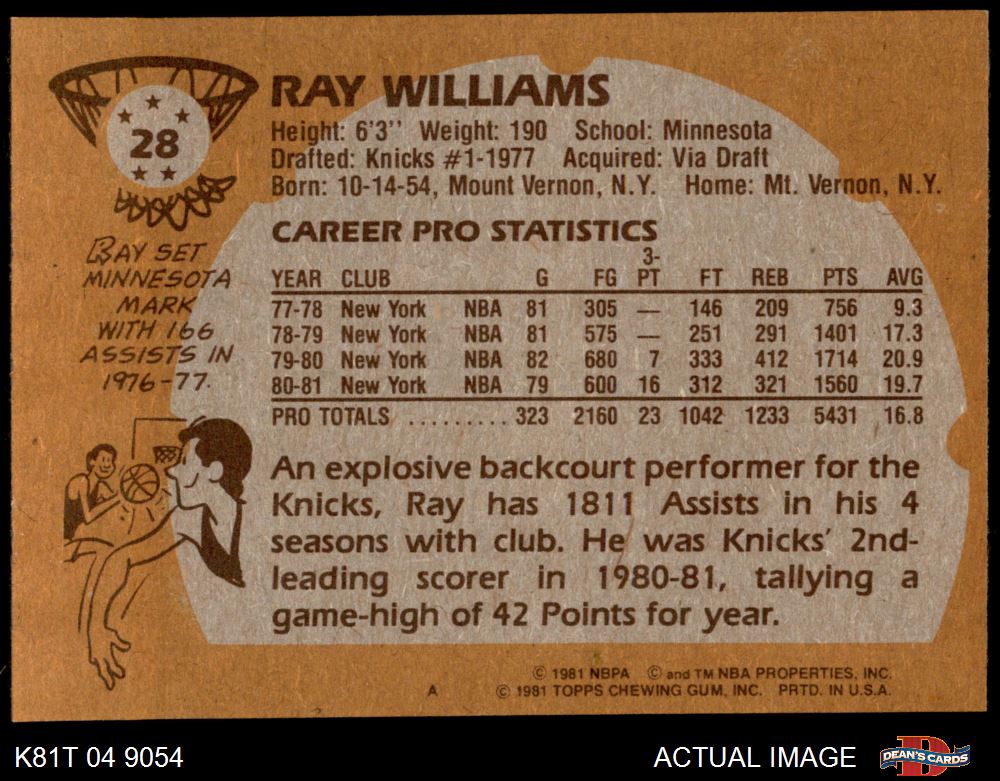 28
RAY WILLIAMS
Height: 6'3'' Weight: 190 School: Minnesota
Drafted: Knicks #1-1977 Acquired: Via Draft
Born: 10-14-54, Mount Vernon, N.Y. Home: Mt. Vernon, N.Y.
RAY SET
MINNESOTA
MARK
WITH 166
ASSISTS IN
1976-77.
CAREER PRO STATISTICS
YEAR CLUB G FG 3-PT FT REB PTS AVG
77-78 New York NBA 81 305 — 146 209 756 9.3
78-79 New York NBA 81 575 — 251 291 1401 17.3
79-80 New York NBA 82 680 7 333 412 1714 20.9
80-81 New York NBA 79 600 16 312 321 1560 19.7
PRO TOTALS ......... 323 2160 23 1042 1233 5431 16.8
An explosive backcourt performer for the
Knicks, Ray has 1811 Assists in his 4
seasons with club. He was Knicks' 2nd-
leading scorer in 1980-81, tallying a
game-high of 42 Points for year.
© 1981 NBPA © and TM NBA PROPERTIES, INC.
A © 1981 TOPPS CHEWING GUM, INC. PRTD. IN U.S.A.
K81T 04 9054 ACTUAL IMAGE DEAN'S CARDS